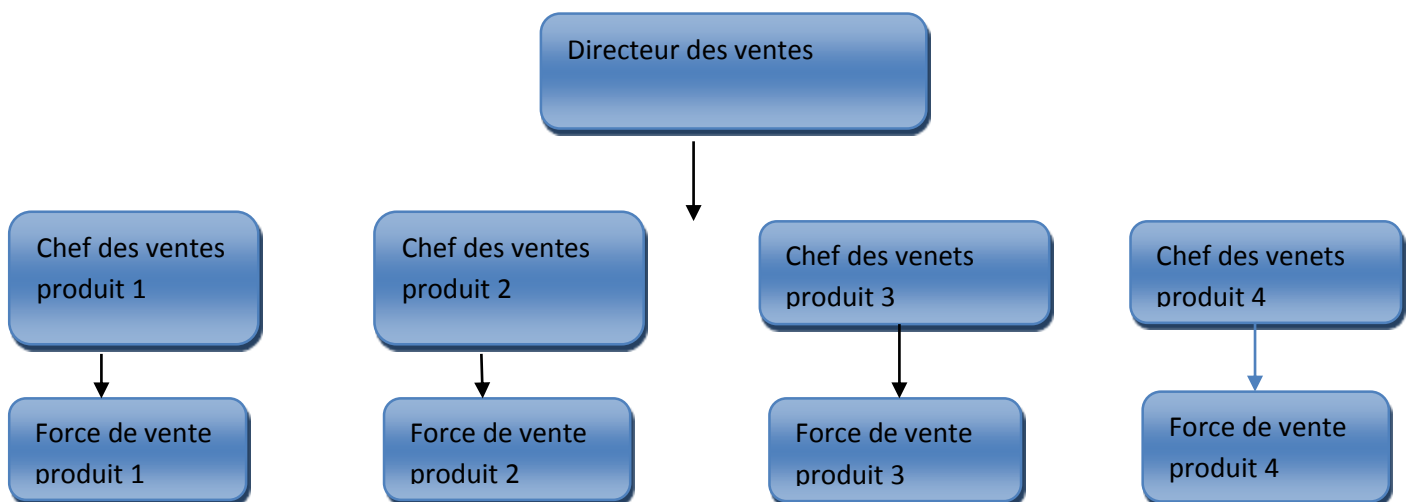 Directeur des ventes
Chef des ventes
produit 1
Chef des ventes
produit 2
Chef des venets
produit 3
Chef des venets
produit 4
Force de vente
produit 1
Force de vente
produit 2
Force de vente
produit 3
Force de vente
produit 4